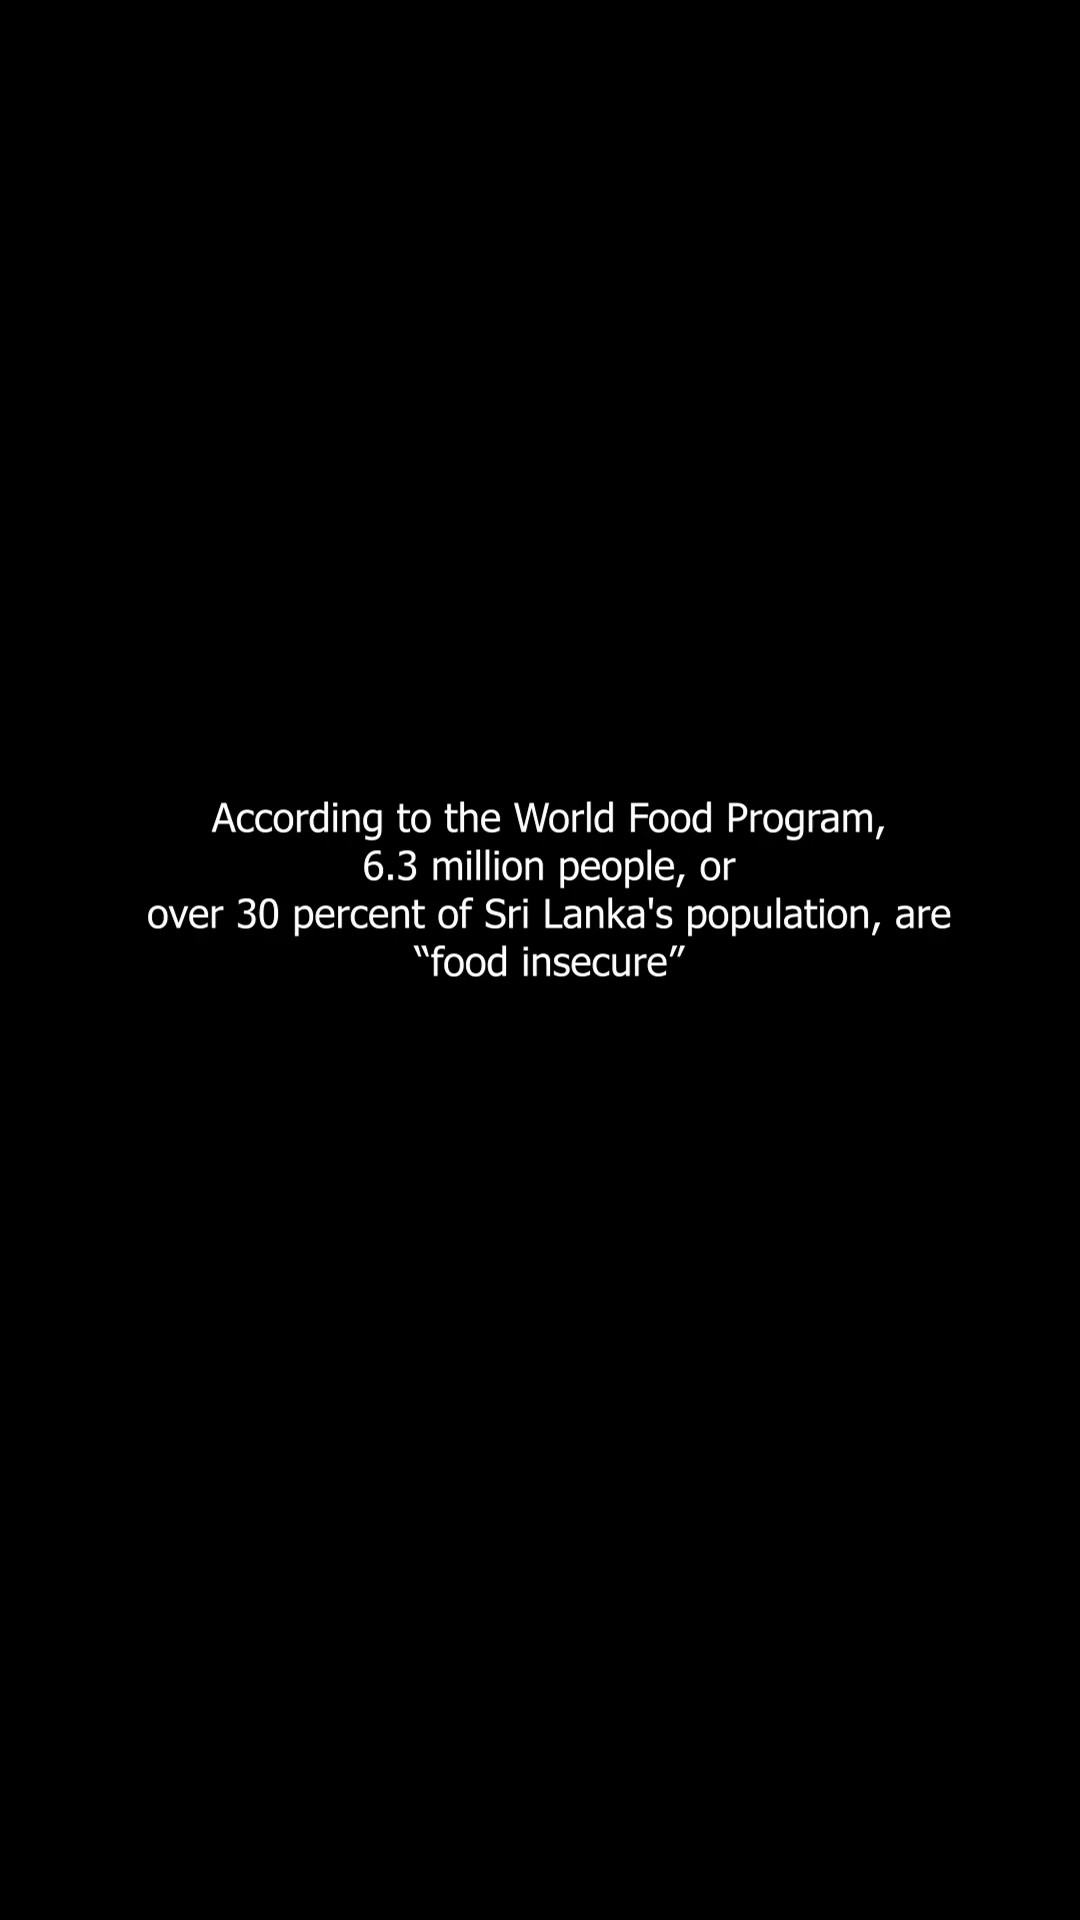 According to the World Food Program,
6.3 million people, or
over 30 percent of Sri Lanka's population, are
“food insecure”